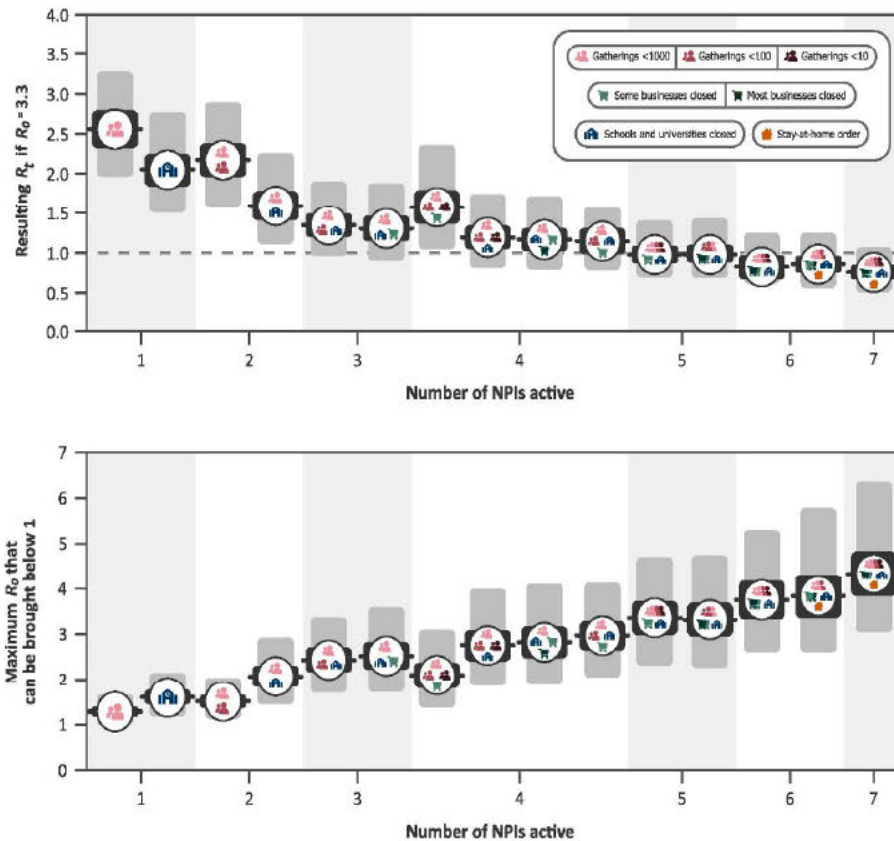 4.0
3.5
3.0
2.5
2.0
1.5
1.0
0.5
0.0
Resulting Rt if R0=3.3
Gatherings <1000 Gatherings <100 Gatherings <10
Some businesses closed Most businesses closed
Schools and universities closed Stay-at-home order
1 2 3 4 5 6 7
Number of NPIs active
7
6
5
4
3
2
1
0
Maximum R0 that
can be brought below 1
1 2 3 4 5 6 7
Number of NPIs active